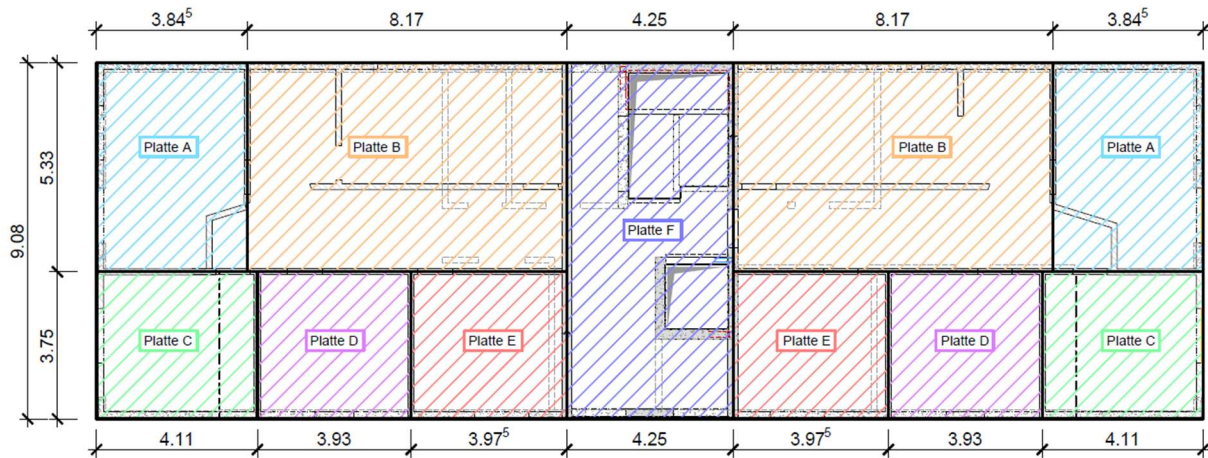 3.84⁵ 8.17 4.25 8.17 3.84⁵
9.08 5.33 3.75
Platte A Platte B Platte F Platte B Platte A
Platte C Platte D Platte E Platte E Platte D Platte C
4.11 3.93 3.97⁵ 4.25 3.97⁵ 3.93 4.11